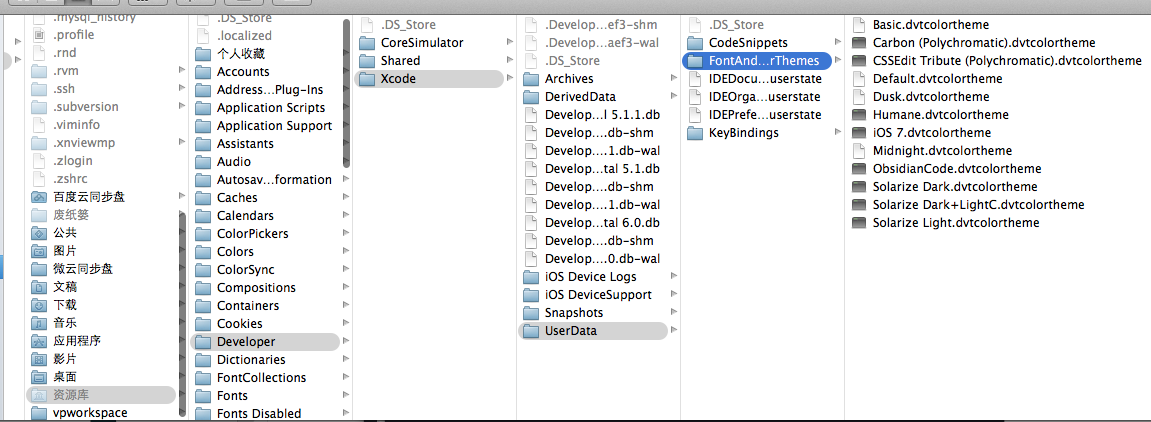 .mysql_history
.profile
.rnd
.rvm
.ssh
.subversion
.viminfo
.xnviewmp
.zlogin
.zshrc
百度云同步盘
废纸篓
公共
图片
微云同步盘
文稿
下载
音乐
应用程序
影片
桌面
资源库
vpworkspace
.DS_Store
.localized
个人收藏
Accounts
Address...Plug-Ins
Application Scripts
Application Support
Assistants
Audio
Autosav...formation
Caches
Calendars
ColorPickers
Colors
ColorSync
Compositions
Containers
Cookies
Developer
Dictionaries
FontCollections
Fonts
Fonts Disabled
.DS_Store
CoreSimulator
Shared
Xcode
.Develop...ef3-shm
.Develop...aef3-wal
.DS_Store
Archives
DerivedData
Develop...l 5.1.1.db
Develop....db-shm
Develop...1.db-wal
Develop...tal 5.1.db
Develop....db-shm
Develop...1.db-wal
Develop...tal 6.0.db
Develop....db-shm
Develop...0.db-wal
iOS Device Logs
iOS DeviceSupport
Snapshots
UserData
.DS_Store
CodeSnippets
FontAnd...rThemes
IDEDocu...userstate
IDEOrga...userstate
IDEPrefe...userstate
KeyBindings
Basic.dvtcolortheme
Carbon (Polychromatic).dvtcolortheme
CSSEdit Tribute (Polychromatic).dvtcolortheme
Default.dvtcolortheme
Dusk.dvtcolortheme
Humane.dvtcolortheme
iOS 7.dvtcolortheme
Midnight.dvtcolortheme
ObsidianCode.dvtcolortheme
Solarize Dark.dvtcolortheme
Solarize Dark+LightC.dvtcolortheme
Solarize Light.dvtcolortheme